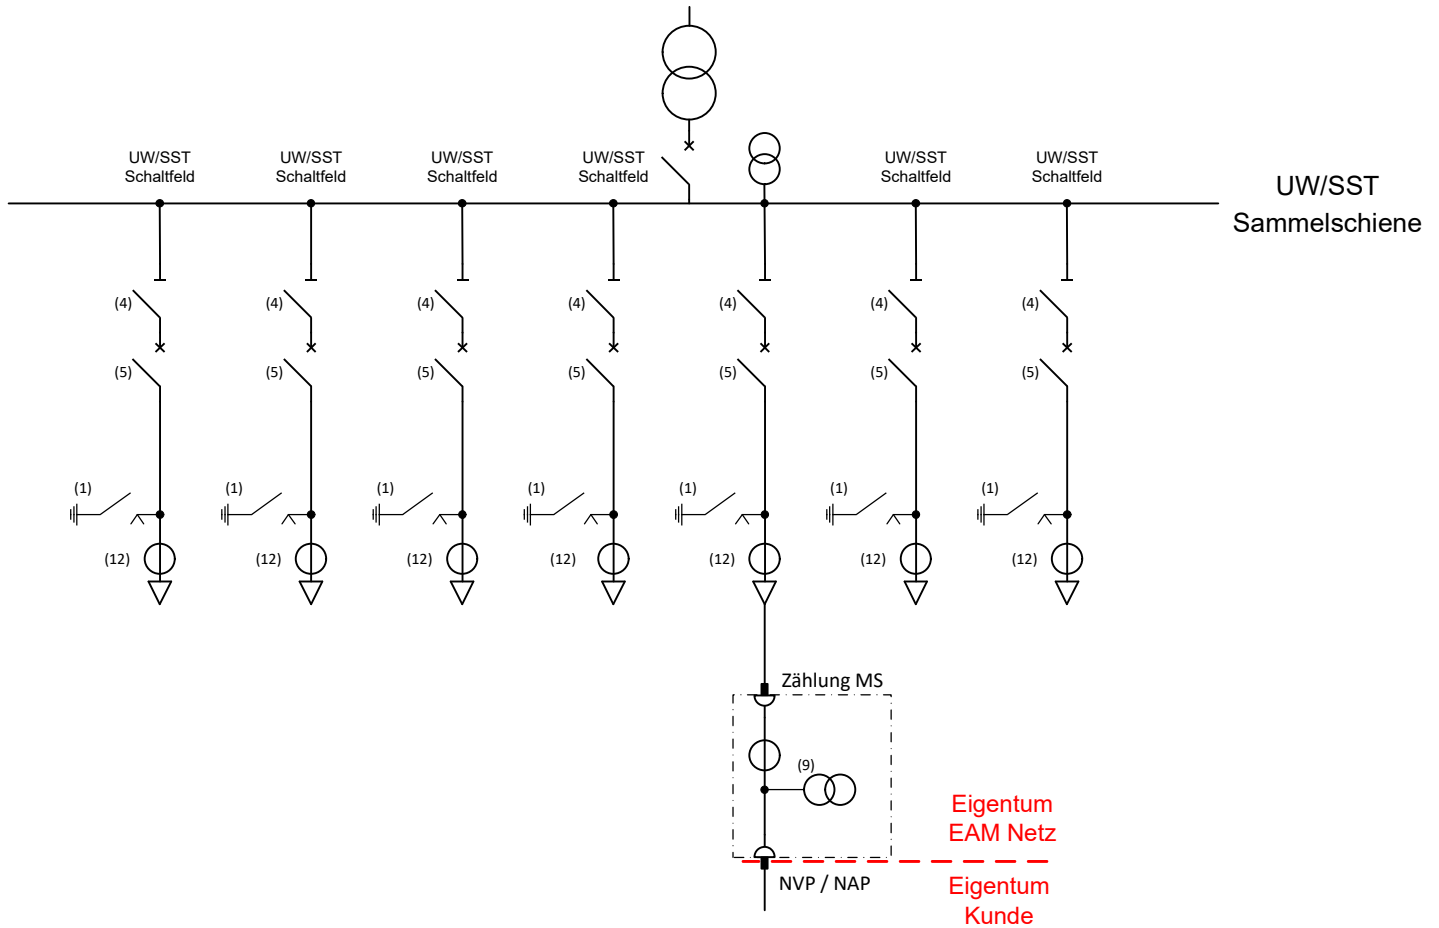 UW/SST
Schaltfeld
UW/SST
Schaltfeld
UW/SST
Schaltfeld
UW/SST
Schaltfeld
UW/SST
Schaltfeld
UW/SST
Schaltfeld
UW/SST
Sammelschiene
(4) (4) (4) (4) (4) (4) (4)
(5) (5) (5) (5) (5) (5) (5)
(1) (1) (1) (1) (1) (1) (1)
(12) (12) (12) (12) (12) (12) (12)
Zählung MS
(9)
Eigentum
EAM Netz
NVP / NAP
Eigentum
Kunde